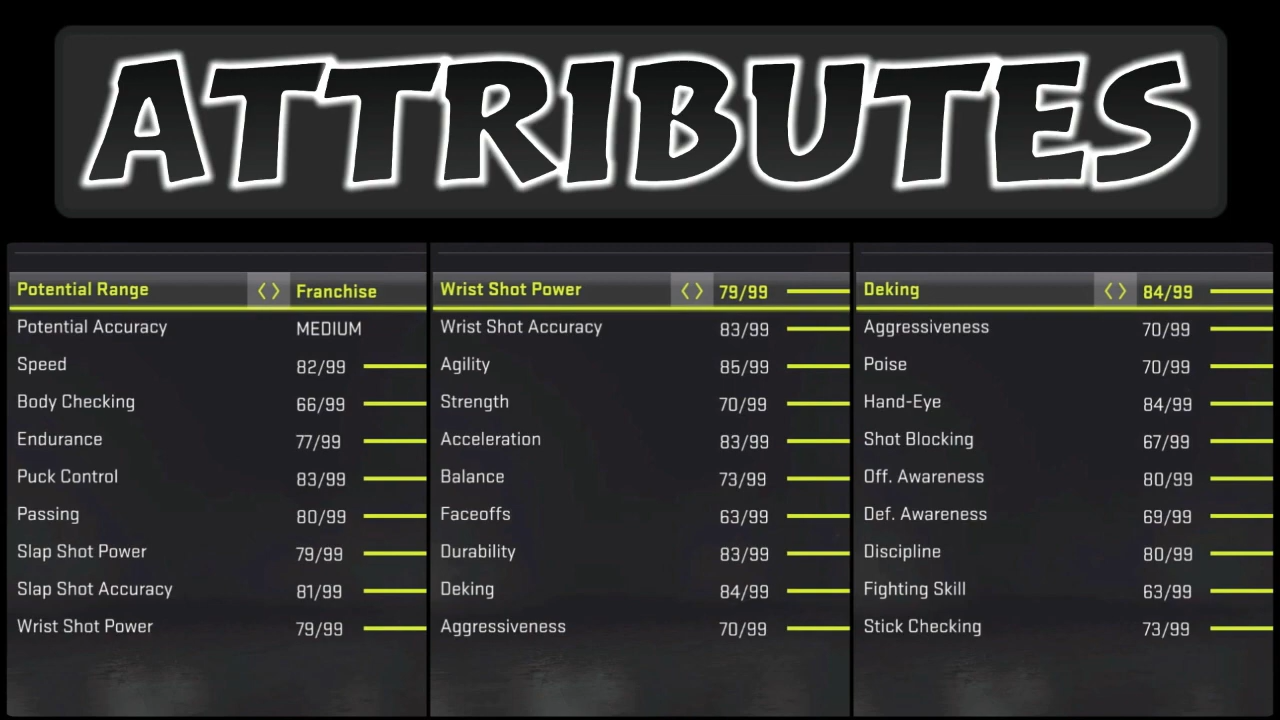 ATTRIBUTES
Potential Range < > Franchise
Potential Accuracy MEDIUM
Speed 82/99
Body Checking 66/99
Endurance 77/99
Puck Control 83/99
Passing 80/99
Slap Shot Power 79/99
Slap Shot Accuracy 81/99
Wrist Shot Power 79/99
Wrist Shot Power < > 79/99
Wrist Shot Accuracy 83/99
Agility 85/99
Strength 70/99
Acceleration 83/99
Balance 73/99
Faceoffs 63/99
Durability 83/99
Deking 84/99
Aggressiveness 70/99
Deking < > 84/99
Aggressiveness 70/99
Poise 70/99
Hand-Eye 84/99
Shot Blocking 67/99
Off. Awareness 80/99
Def. Awareness 69/99
Discipline 80/99
Fighting Skill 63/99
Stick Checking 73/99